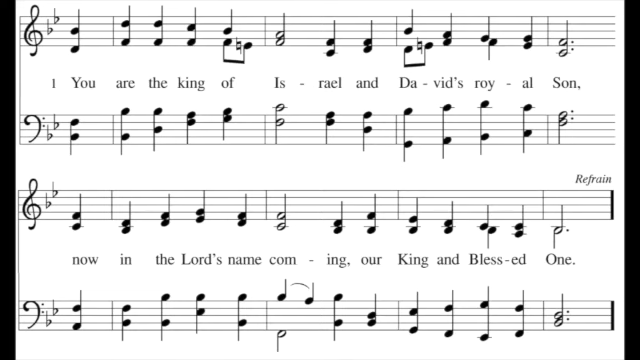 1 You are the king of Is - rael and Da - vid's roy - al Son,
Refrain
now in the Lord's name com - ing, our King and Bless - ed One.